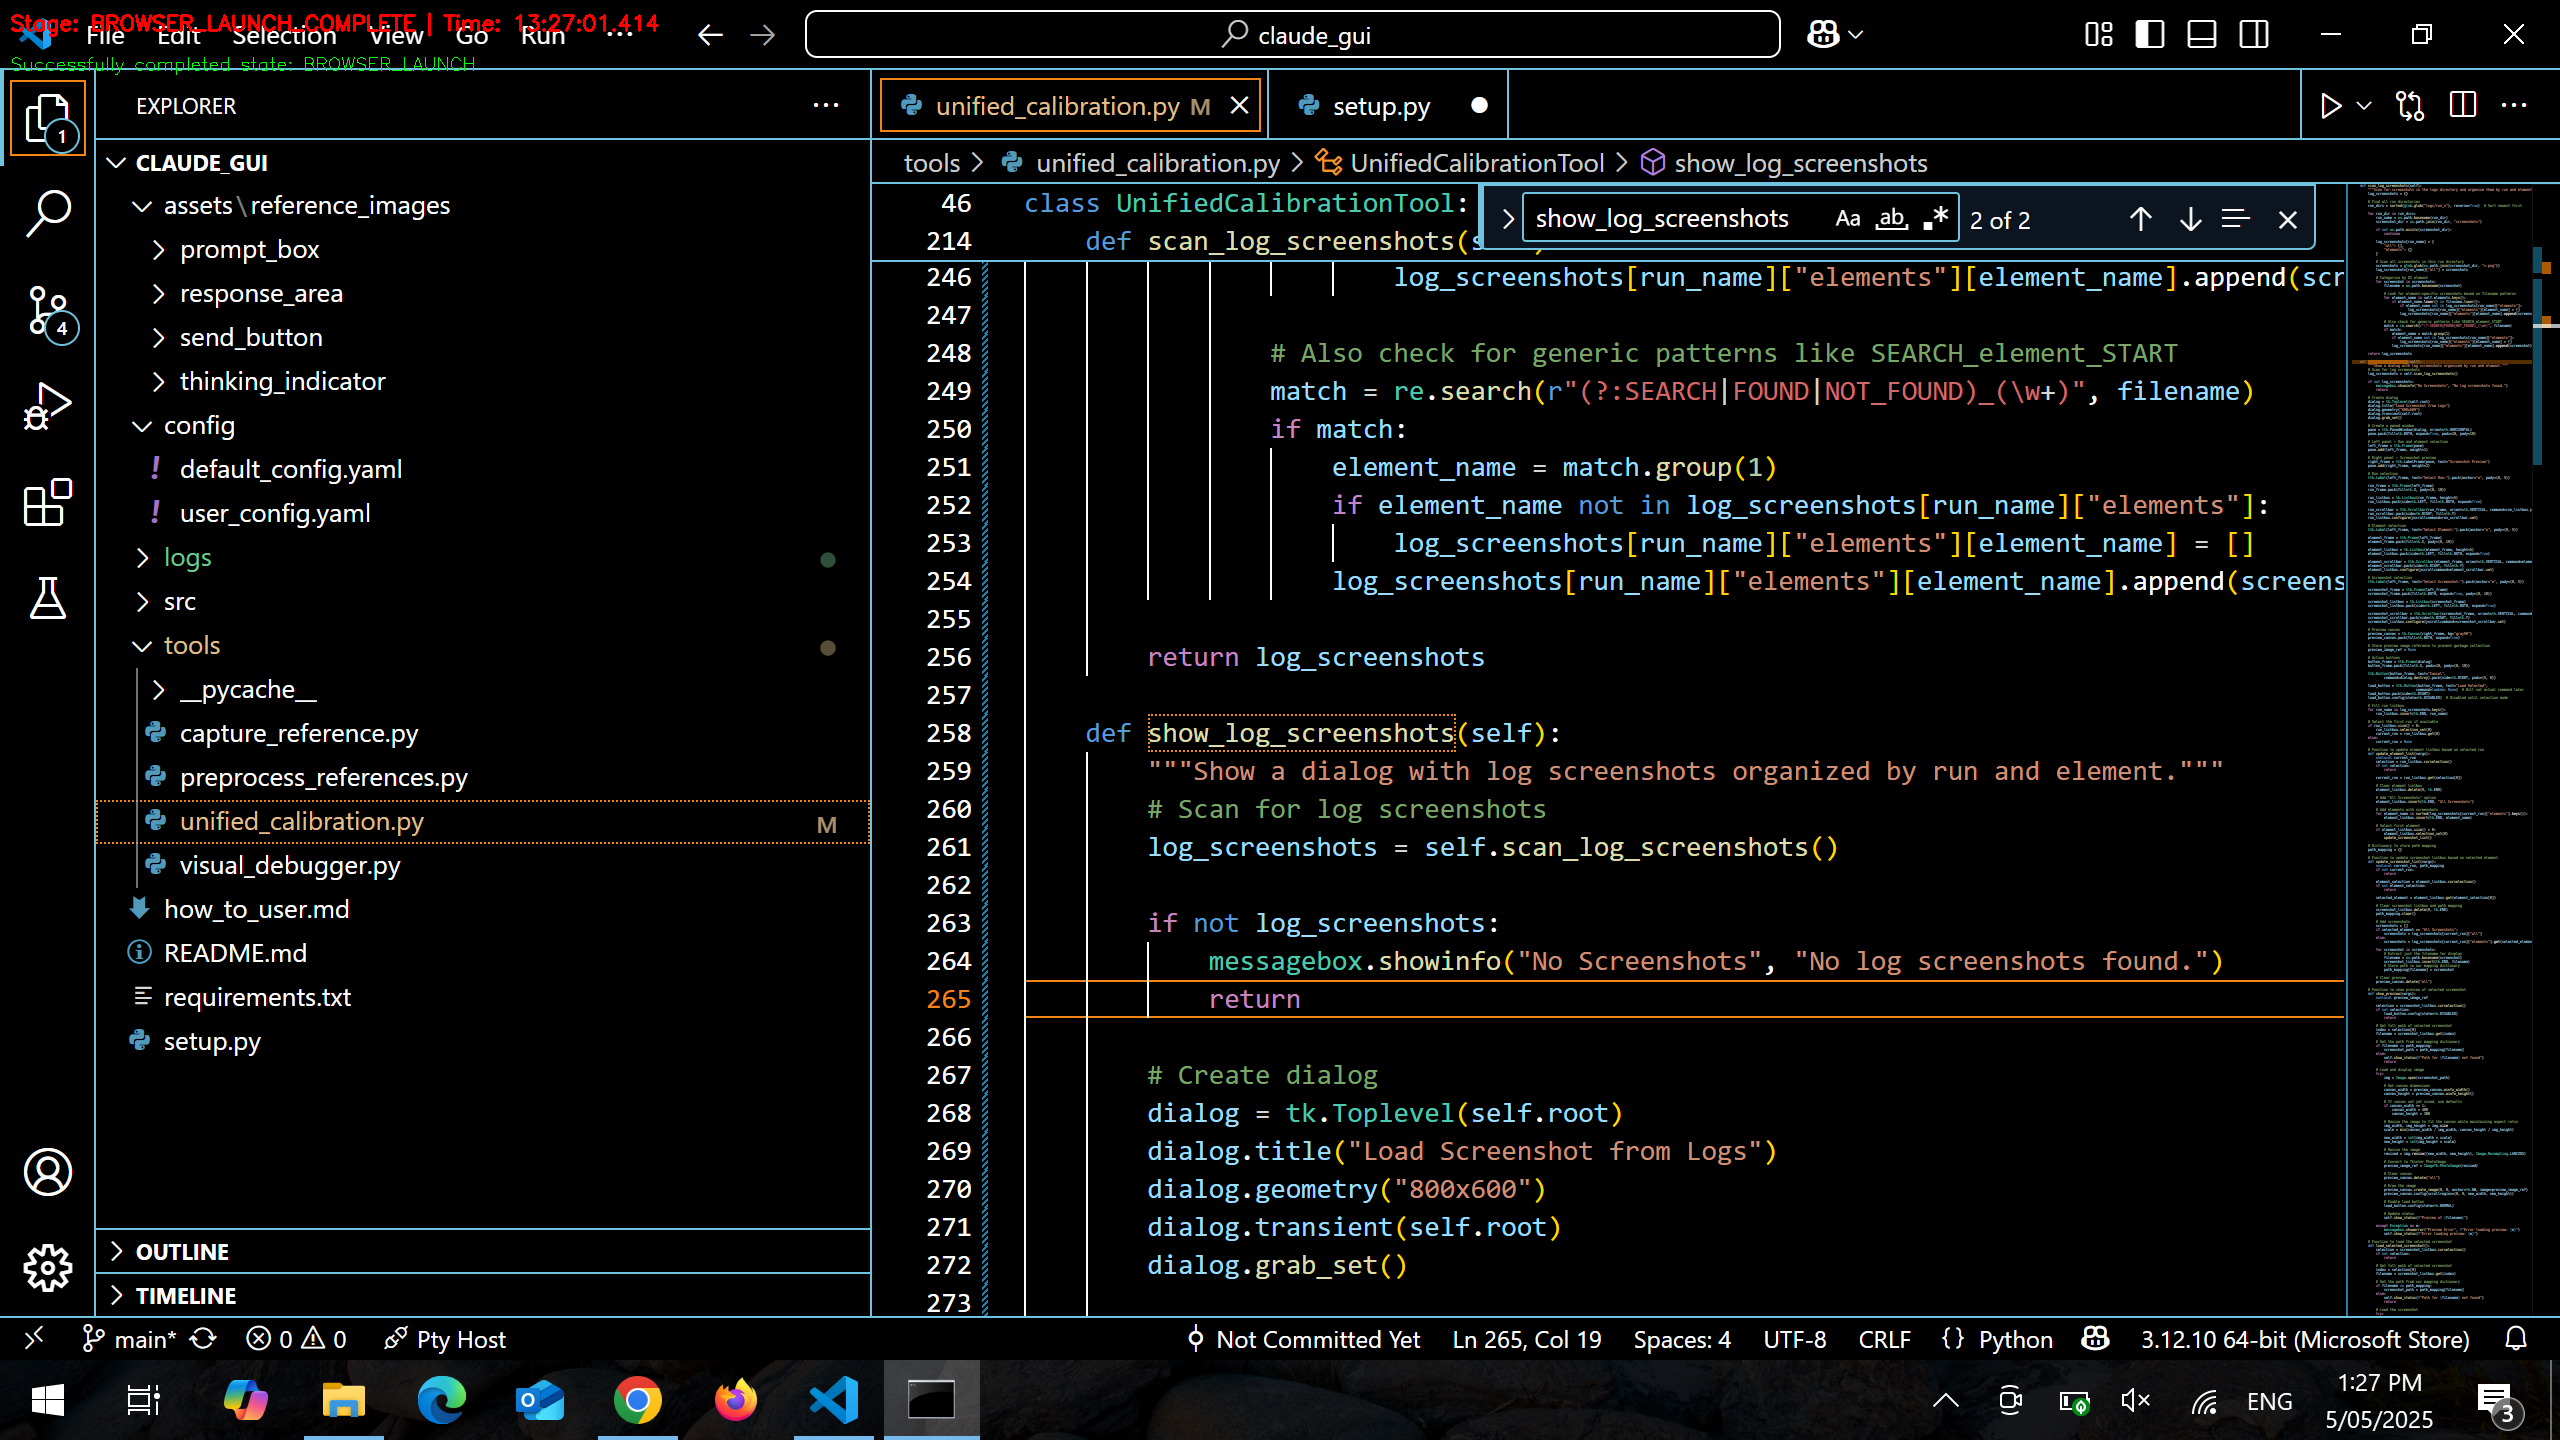 Stage: BROWSER_LAUNCH_COMPLETE | Time: 13:27:01.414
File Edit Selection View Go Run ...
claude_gui
Successfully completed state: BROWSER_LAUNCH
1
4
EXPLORER
CLAUDE_GUI
assets\reference_images
prompt_box
response_area
send_button
thinking_indicator
config
! default_config.yaml
! user_config.yaml
logs
src
tools
__pycache__
capture_reference.py
preprocess_references.py
unified_calibration.py M
visual_debugger.py
how_to_user.md
README.md
requirements.txt
setup.py
OUTLINE
TIMELINE
unified_calibration.py M
setup.py
tools > unified_calibration.py > UnifiedCalibrationTool > show_log_screenshots
show_log_screenshots Aa ab .* 2 of 2
46 class UnifiedCalibrationTool:
214 def scan_log_screenshots(s
246 log_screenshots[run_name]["elements"][element_name].append(scr
247
248 # Also check for generic patterns like SEARCH_element_START
249 match = re.search(r"(?:SEARCH|FOUND|NOT_FOUND)_(\w+)", filename)
250 if match:
251 element_name = match.group(1)
252 if element_name not in log_screenshots[run_name]["elements"]:
253 log_screenshots[run_name]["elements"][element_name] = []
254 log_screenshots[run_name]["elements"][element_name].append(screens
255
256 return log_screenshots
257
258 def show_log_screenshots(self):
259 """Show a dialog with log screenshots organized by run and element."""
260 # Scan for log screenshots
261 log_screenshots = self.scan_log_screenshots()
262
263 if not log_screenshots:
264 messagebox.showinfo("No Screenshots", "No log screenshots found.")
265 return
266
267 # Create dialog
268 dialog = tk.Toplevel(self.root)
269 dialog.title("Load Screenshot from Logs")
270 dialog.geometry("800x600")
271 dialog.transient(self.root)
272 dialog.grab_set()
273
main* 0 0 Pty Host Not Committed Yet Ln 265, Col 19 Spaces: 4 UTF-8 CRLF {} Python 3.12.10 64-bit (Microsoft Store)
ENG
1:27 PM
5/05/2025
3